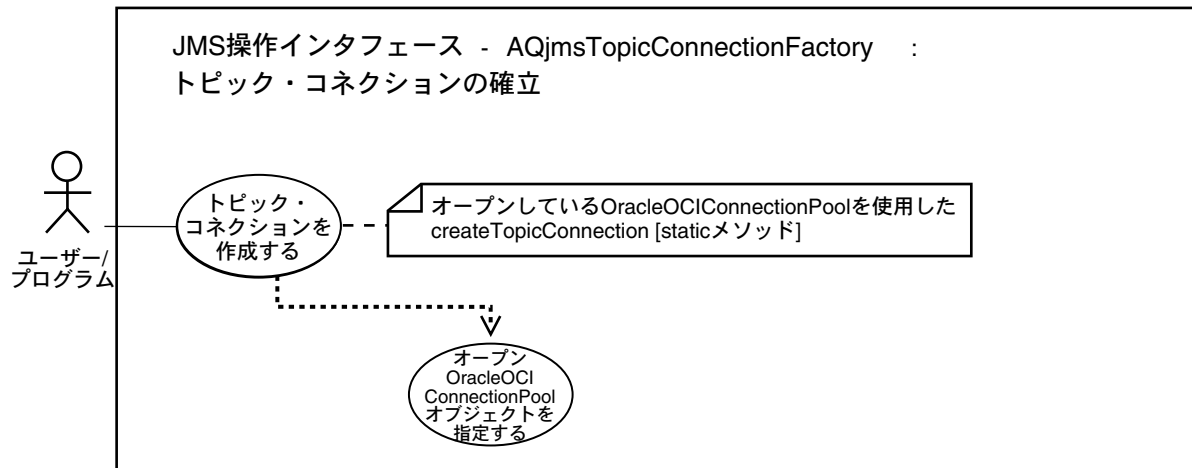 JMS操作インタフェース - AQjmsTopicConnectionFactory :
トピック・コネクションの確立
ユーザー/
プログラム
トピック・
コネクションを
作成する
オープンしているOracleOCIConnectionPoolを使用した
createTopicConnection [staticメソッド]
オープン
OracleOCI
ConnectionPool
オブジェクトを
指定する